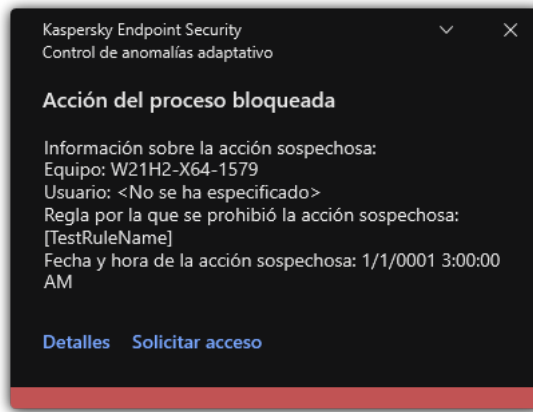 Kaspersky Endpoint Security
Control de anomalías adaptativo
Acción del proceso bloqueada
Información sobre la acción sospechosa:
Equipo: W21H2-X64-1579
Usuario: <No se ha especificado>
Regla por la que se prohibió la acción sospechosa:
[TestRuleName]
Fecha y hora de la acción sospechosa: 1/1/0001 3:00:00
AM
Detalles Solicitar acceso